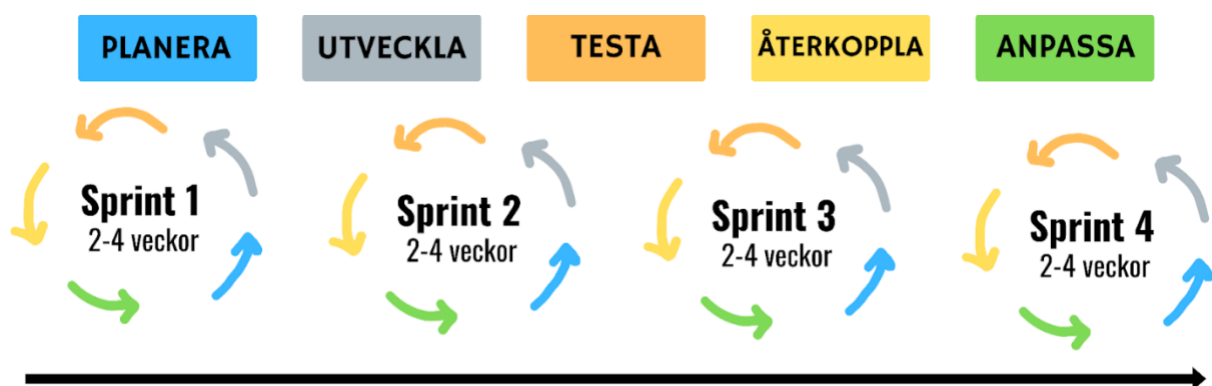 PLANERA UTVECKLA TESTA ÅTERKOPPLA ANPASSA
Sprint 1
2-4 veckor
Sprint 2
2-4 veckor
Sprint 3
2-4 veckor
Sprint 4
2-4 veckor